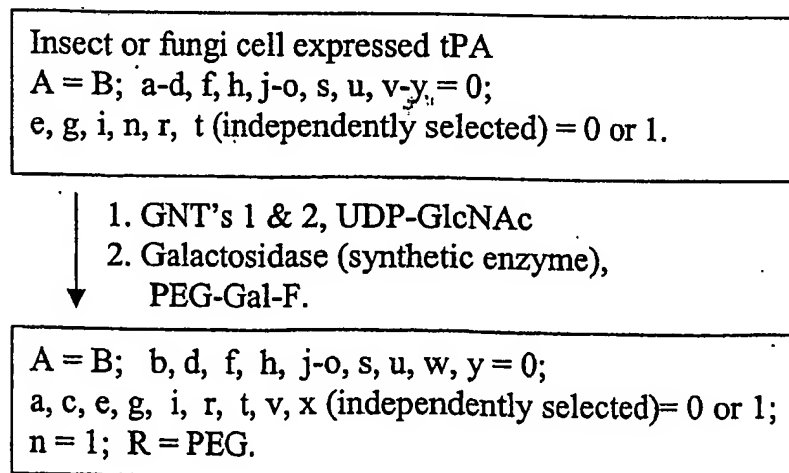 Insect or fungi cell expressed tPA
A = B; a-d, f, h, j-o, s, u, v-y, = 0;
e, g, i, n, r, t (independently selected) = 0 or 1.
1. GNT's 1 & 2, UDP-GlcNAc
2. Galactosidase (synthetic enzyme),
PEG-Gal-F.
A = B; b, d, f, h, j-o, s, u, w, y = 0;
a, c, e, g, i, r, t, v, x (independently selected)= 0 or 1;
n = 1; R = PEG.